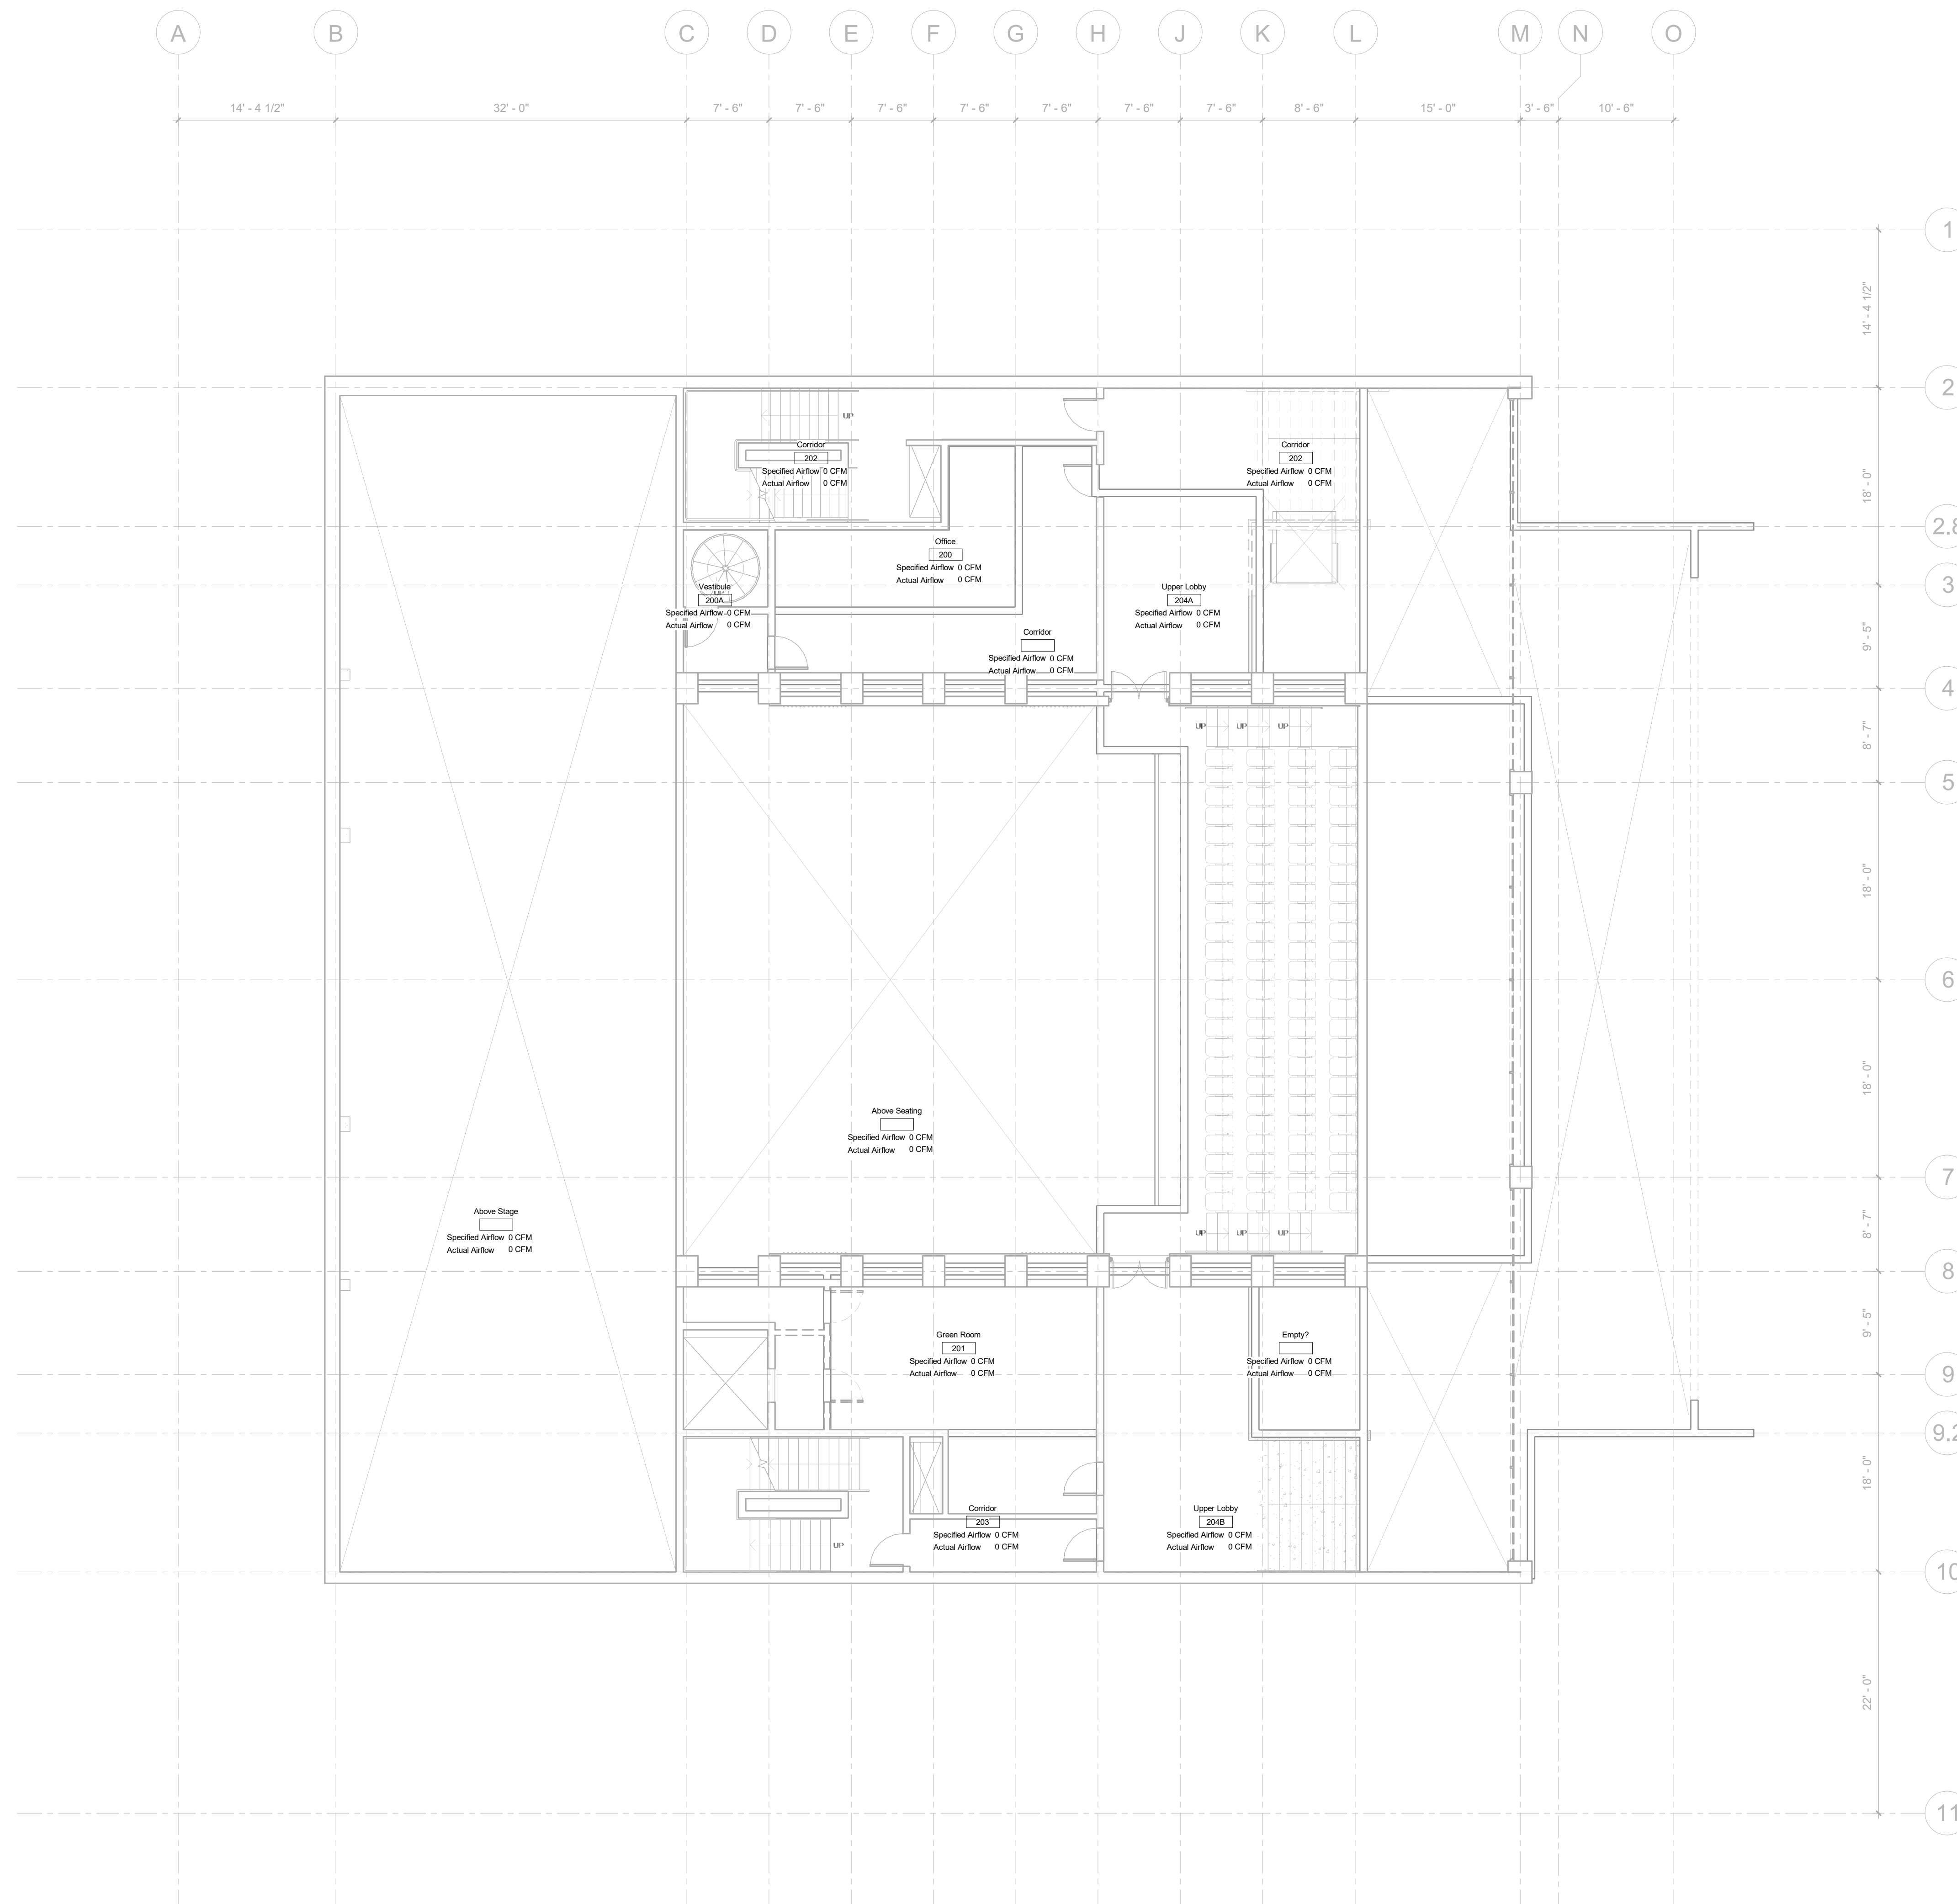 A B C D E F G H J K L M N O
14' - 4 1/2" 32' - 0" 7' - 6" 7' - 6" 7' - 6" 7' - 6" 7' - 6" 7' - 6" 7' - 6" 8' - 6" 15' - 0" 3' - 6" 10' - 6"
1
14' - 4 1/2"
2
UP
Corridor
202
Specified Airflow 0 CFM
Actual Airflow 0 CFM
Corridor
202
Specified Airflow 0 CFM
Actual Airflow 0 CFM
18' - 0"
2.8
Office
200
Specified Airflow 0 CFM
Actual Airflow 0 CFM
3
UP
Vestibule
200A
Specified Airflow 0 CFM
Actual Airflow 0 CFM
Upper Lobby
204A
Specified Airflow 0 CFM
Actual Airflow 0 CFM
9' - 5"
Corridor
Specified Airflow 0 CFM
Actual Airflow 0 CFM
4
UP UP UP
8' - 7"
5
18' - 0"
6
18' - 0"
Above Seating
Specified Airflow 0 CFM
Actual Airflow 0 CFM
7
Above Stage
Specified Airflow 0 CFM
Actual Airflow 0 CFM
UP UP UP
8' - 7"
8
Green Room
201
Specified Airflow 0 CFM
Actual Airflow 0 CFM
Empty?
Specified Airflow 0 CFM
Actual Airflow 0 CFM
9' - 5"
9
9.2
18' - 0"
Corridor
203
Specified Airflow 0 CFM
Actual Airflow 0 CFM
Upper Lobby
204B
Specified Airflow 0 CFM
Actual Airflow 0 CFM
UP
10
22' - 0"
11